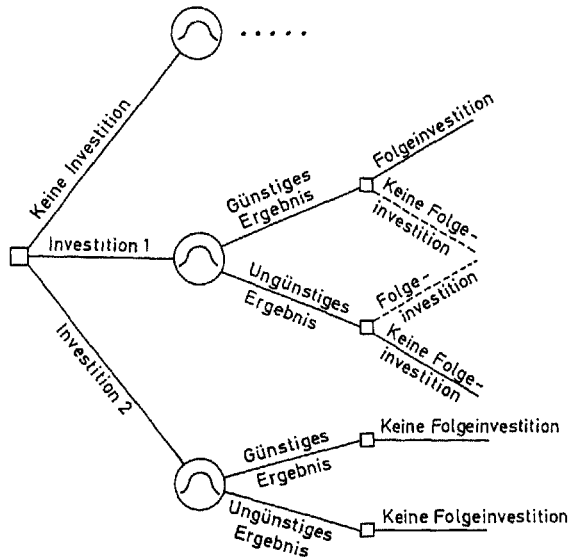 .....
Keine Investition
Investition 1
Investition 2
Günstiges
Ergebnis
Ungünstiges
Ergebnis
Folgeinvestition
Keine Folge-
investition
Folge-
investition
Keine Folge-
investition
Günstiges
Ergebnis
Ungünstiges
Ergebnis
Keine Folgeinvestition
Keine Folgeinvestition